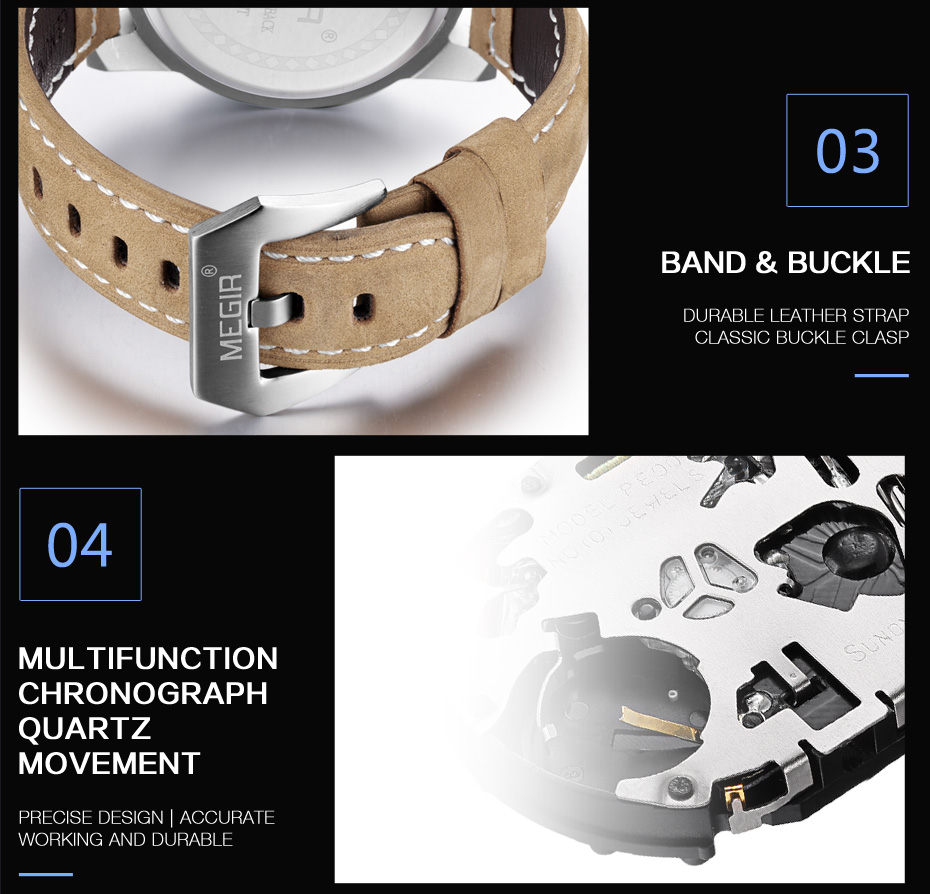 BACK
®
MEGIR®
03
BAND & BUCKLE
DURABLE LEATHER STRAP
CLASSIC BUCKLE CLASP
04
MULTIFUNCTION
CHRONOGRAPH
QUARTZ
MOVEMENT
PRECISE DESIGN | ACCURATE
WORKING AND DURABLE